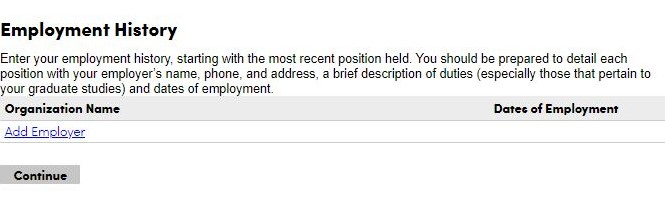 Employment History
Enter your employment history, starting with the most recent position held. You should be prepared to detail each
position with your employer's name, phone, and address, a brief description of duties (especially those that pertain to
your graduate studies) and dates of employment.
Organization Name Dates of Employment
Add Employer
Continue